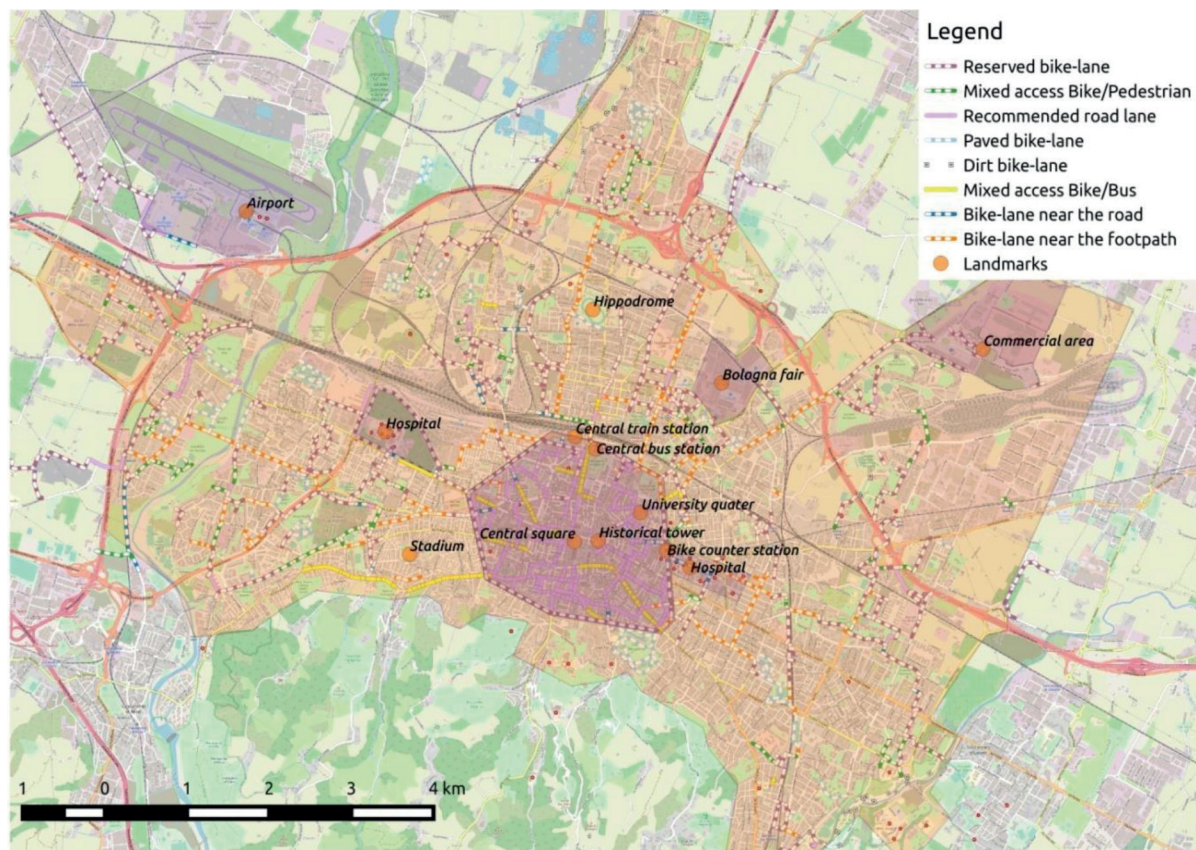 Legend
Reserved bike-lane
Mixed access Bike/Pedestrian
Recommended road lane
Paved bike-lane
Dirt bike-lane
Mixed access Bike/Bus
Bike-lane near the road
Bike-lane near the footpath
Landmarks
Airport
Hippodrome
Commercial area
Bologna fair
Hospital
Central train station
Central bus station
University quater
Central square
Historical tower
Stadium
Bike counter station
Hospital
1 0 1 2 3 4 km